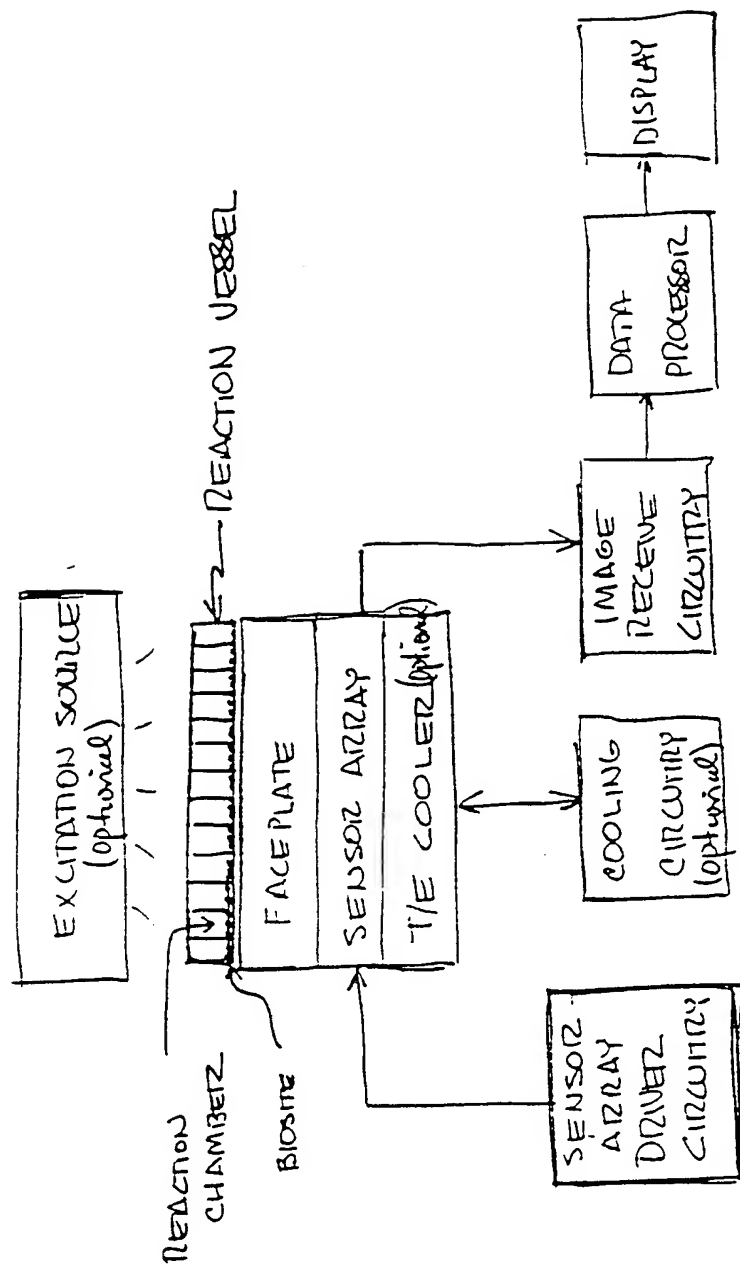 EXCITATION SOURCE
(optional)
REACTION VESSEL
REACTION
CHAMBER
BIOSITE
FACEPLATE
SENSOR ARRAY
T/E COOLER (optional)
SENSOR
ARRAY
DRIVER
CIRCUITRY
COOLING
CIRCUITRY
(optional)
IMAGE
RECEIVE
CIRCUITRY
DATA
PROCESSOR
DISPLAY